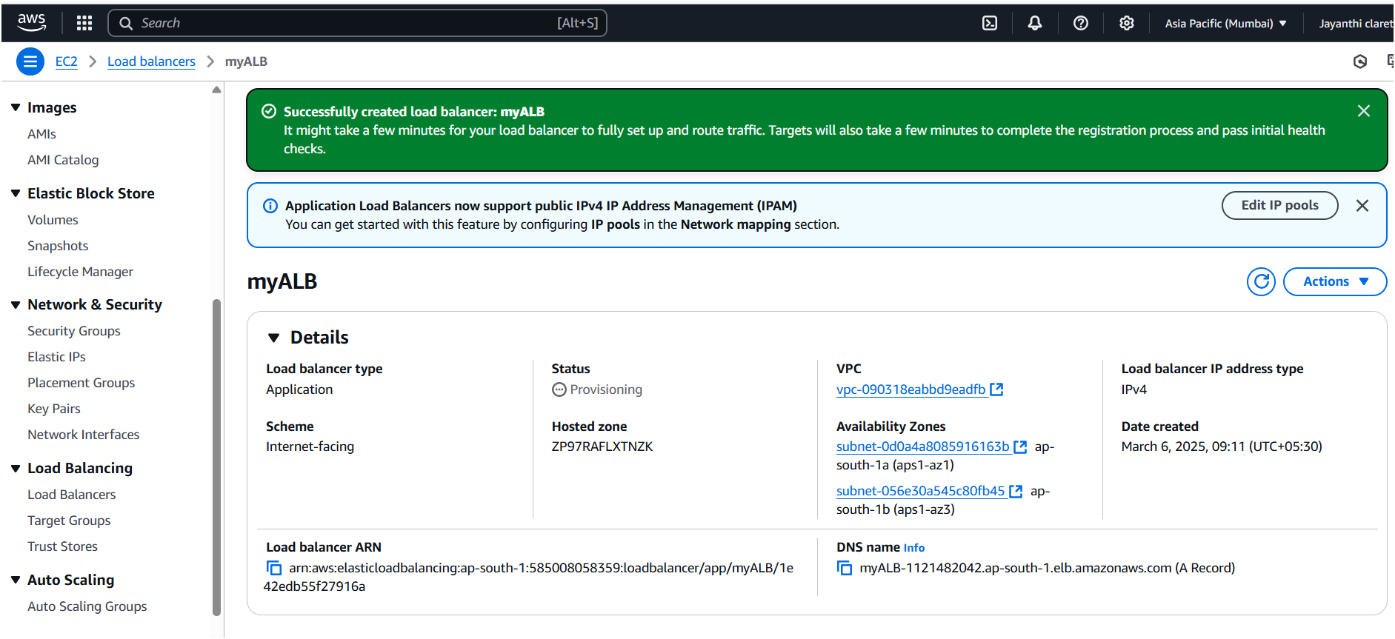 aws
Search [Alt+S] Asia Pacific (Mumbai) Jayanthi claret
EC2 Load balancers myALB
Images
AMIs
AMI Catalog
Elastic Block Store
Volumes
Snapshots
Lifecycle Manager
Network & Security
Security Groups
Elastic IPs
Placement Groups
Key Pairs
Network Interfaces
Load Balancing
Load Balancers
Target Groups
Trust Stores
Auto Scaling
Auto Scaling Groups
Successfully created load balancer: myALB
It might take a few minutes for your load balancer to fully set up and route traffic. Targets will also take a few minutes to complete the registration process and pass initial health
checks.
Application Load Balancers now support public IPv4 IP Address Management (IPAM)
You can get started with this feature by configuring IP pools in the Network mapping section.
Edit IP pools
myALB
Actions
Details
Load balancer type
Application
Scheme
Internet-facing
Status
Provisioning
Hosted zone
ZP97RAFLXTNZK
VPC
vpc-090318eabbd9eadfb
Availability Zones
subnet-0d0a4a8085916163b ap-
south-1a (aps1-az1)
subnet-056e30a545c80fb45 ap-
south-1b (aps1-az3)
Load balancer IP address type
IPv4
Date created
March 6, 2025, 09:11 (UTC+05:30)
Load balancer ARN
arn:aws:elasticloadbalancing:ap-south-1:585008058359:loadbalancer/app/myALB/1e
42edb55f27916a
DNS name Info
myALB-1121482042.ap-south-1.elb.amazonaws.com (A Record)